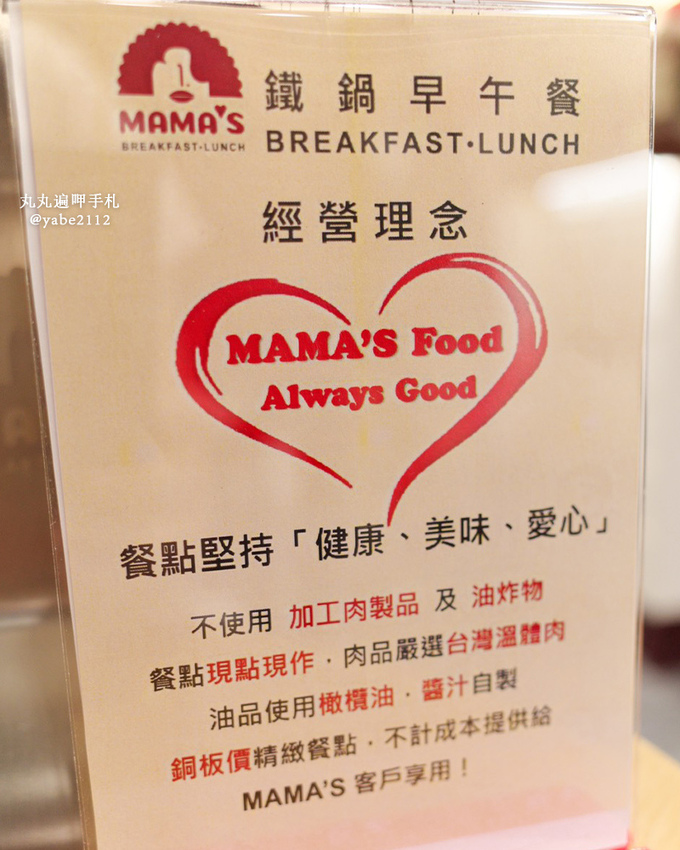 MAMA'S
BREAKFAST·LUNCH
鐵鍋早午餐
BREAKFAST·LUNCH
丸丸遍呷手札
@yabe2112
經營理念
MAMA'S Food
Always Good
餐點堅持「健康、美味、愛心」
不使用 加工肉製品 及 油炸物
餐點現點現作．肉品嚴選台灣溫體肉
油品使用橄欖油．醬汁自製
銅板價精緻餐點．不計成本提供給
MAMA'S 客戶享用！